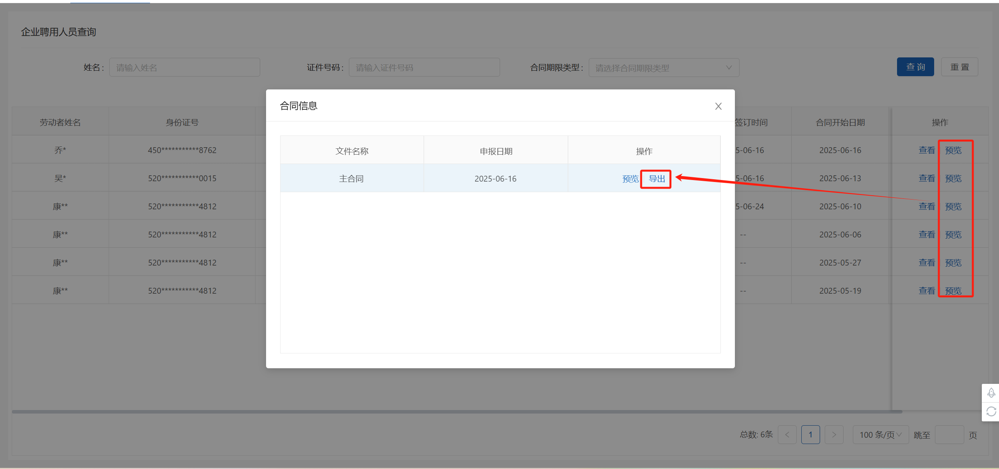 企业聘用人员查询
姓名: 请输入姓名 证件号码: 请输入证件号码 合同期限类型: 请选择合同期限类型 查 询 重 置
合同信息 X
劳动者姓名 身份证号 签订时间 合同开始日期 操作
文件名称 申报日期 操作
乔* 450***********8762 5-06-16 2025-06-16 查看 预览
主合同 2025-06-16 预览 导出
吴* 520***********0015 5-06-16 2025-06-13 查看 预览
康** 520***********4812 5-06-24 2025-06-10 查看 预览
康** 520***********4812 -- 2025-06-06 查看 预览
康** 520***********4812 -- 2025-05-27 查看 预览
康** 520***********4812 -- 2025-05-19 查看 预览
总数: 6条 < 1 > 100 条/页 跳至 页